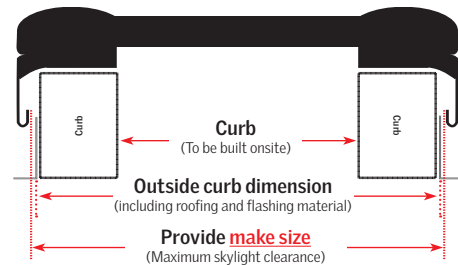 Curb
Curb
Curb
(To be built onsite)
Outside curb dimension
(including roofing and flashing material)
Provide make size
(Maximum skylight clearance)